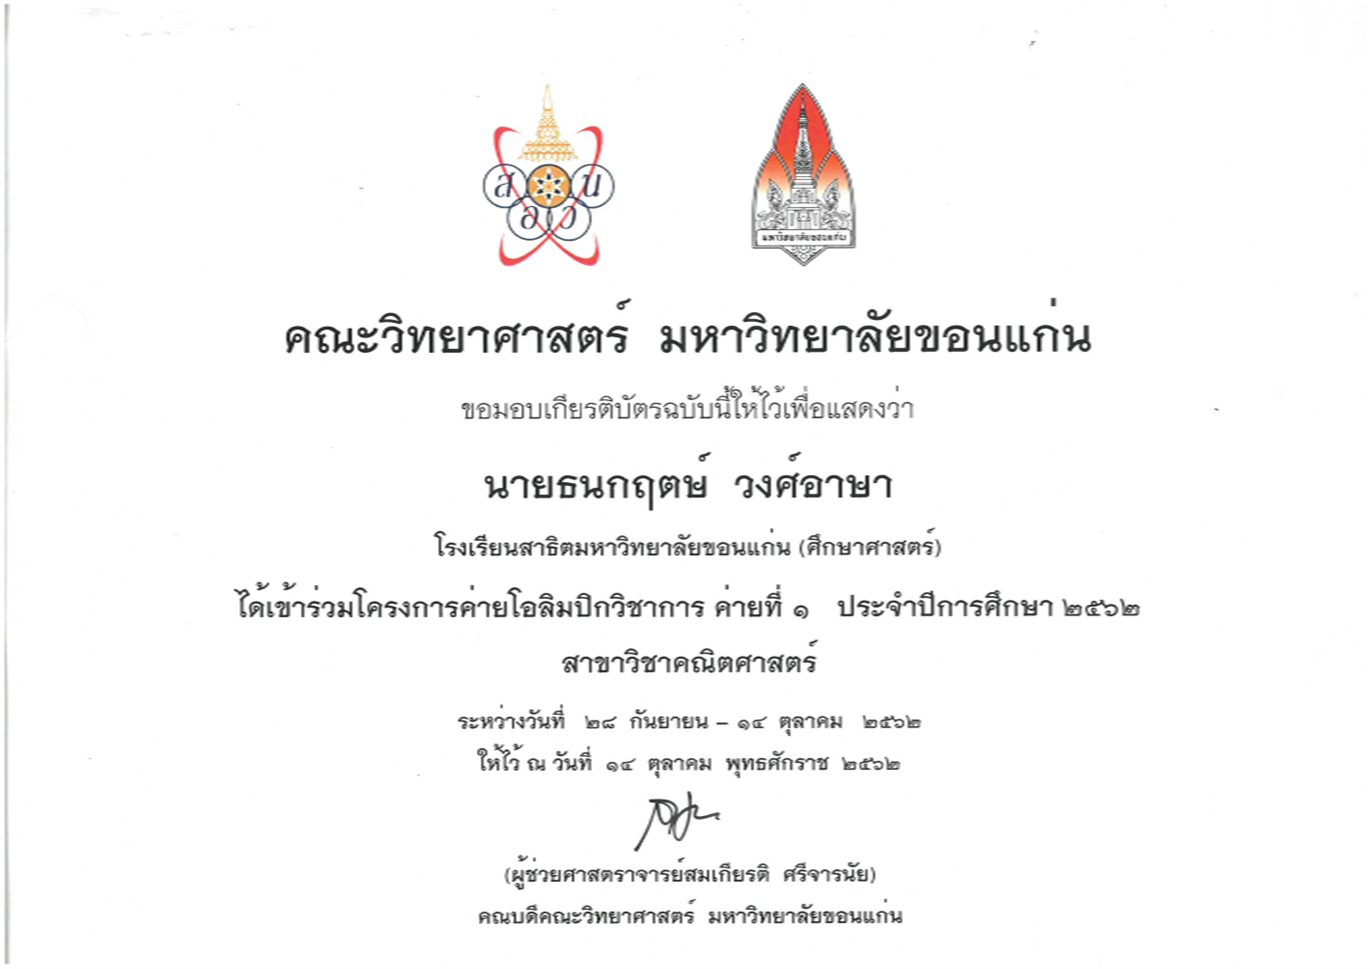 ส
น
อ
ว
มหาวิทยาลัยขอนแก่น
คณะวิทยาศาสตร์ มหาวิทยาลัยขอนแก่น
ขอมอบเกียรติบัตรฉบับนี้ให้ไว้เพื่อแสดงว่า
นายธนกฤตษ์ วงศ์อาษา
โรงเรียนสาธิตมหาวิทยาลัยขอนแก่น (ศึกษาศาสตร์)
ได้เข้าร่วมโครงการค่ายโอลิมปิกวิชาการ ค่ายที่ ๑ ประจำปีการศึกษา ๒๕๖๒
สาขาวิชาคณิตศาสตร์
ระหว่างวันที่ ๒๘ กันยายน – ๑๔ ตุลาคม ๒๕๖๒
ให้ไว้ ณ วันที่ ๑๔ ตุลาคม พุทธศักราช ๒๕๖๒
(ผู้ช่วยศาสตราจารย์สมเกียรติ ศรีจารนัย)
คณบดีคณะวิทยาศาสตร์ มหาวิทยาลัยขอนแก่น